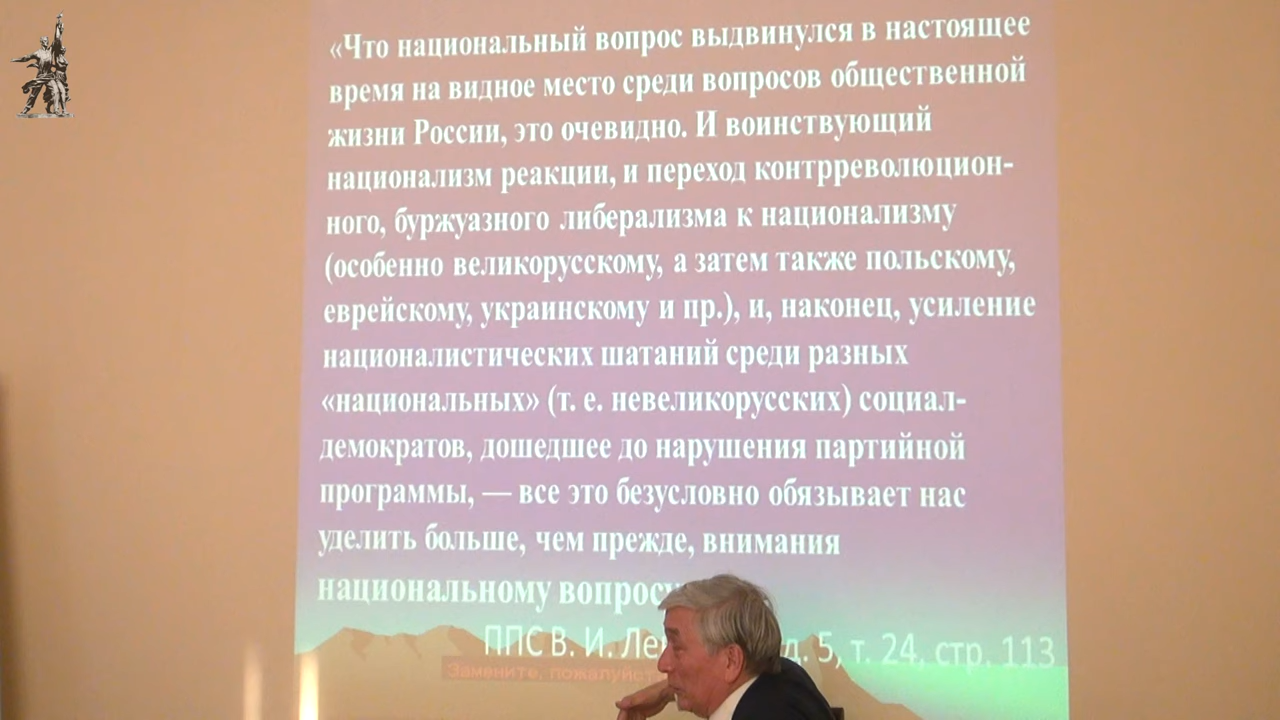 «Что национальный вопрос выдвинулся в настоящее
время на видное место среди вопросов общественной
жизни России, это очевидно. И воинствующий
национализм реакции, и переход контрреволюцион-
ного, буржуазного либерализма к национализму
(особенно великорусскому, а затем также польскому,
еврейскому, украинскому и пр.), и, наконец, усиление
националистических шатаний среди разных
«национальных» (т. е. невеликорусских) социал-
демократов, дошедшее до нарушения партийной
программы, — все это безусловно обязывает нас
уделить больше, чем прежде, внимания
национальному
ППС В. И. 5, т. 24, стр. 113
Замените,